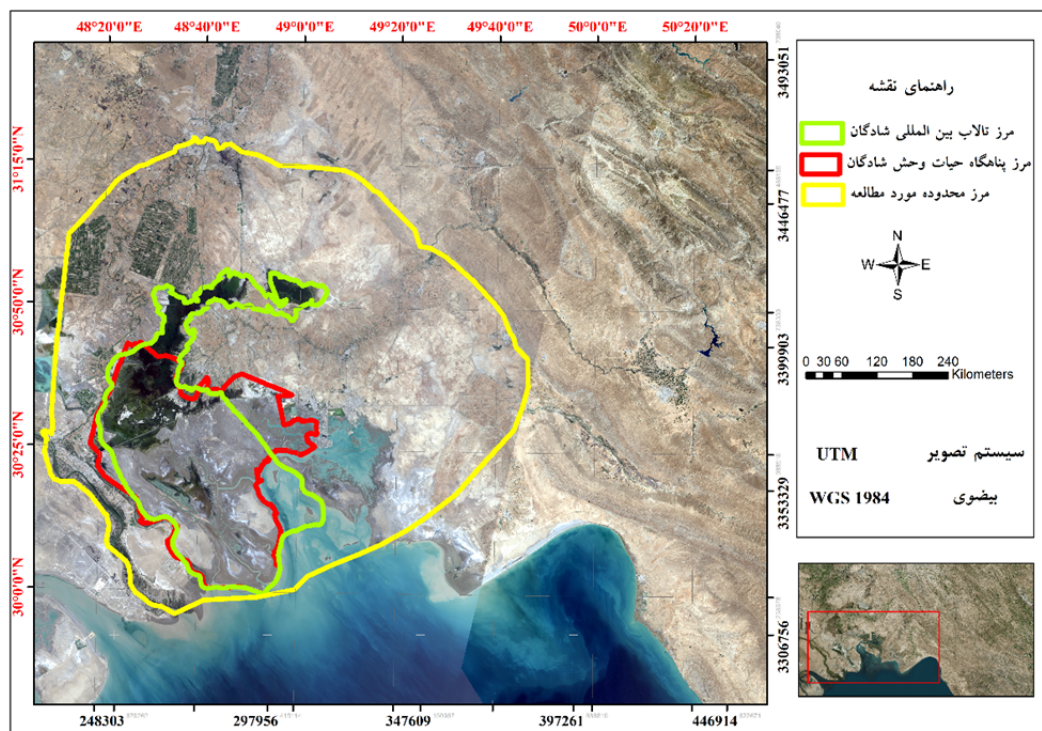 48°20'0"E 48°40'0"E 49°0'0"E 49°20'0"E 49°40'0"E 50°0'0"E 50°20'0"E
31°15'0"N
30°50'0"N
30°25'0"N
30°0'0"N
3493051
3446477
3399903
3353329
3306756
248303 297956 347609 397261 446914
راهنمای نقشه
مرز تالاب بین المللی شادگان
مرز پناهگاه حیات وحش شادگان
مرز محدوده مورد مطالعه
N
W E
S
0 30 60 120 180 240
Kilometers
سیستم تصویر UTM
بیضوی WGS 1984